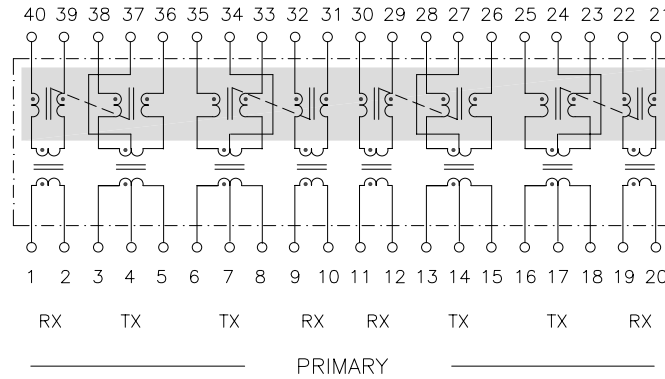 40 39 38 37 36 35 34 33 32 31 30 29 28 27 26 25 24 23 22 21
1 2 3 4 5 6 7 8 9 10 11 12 13 14 15 16 17 18 19 20
RX TX TX RX RX TX TX RX
PRIMARY